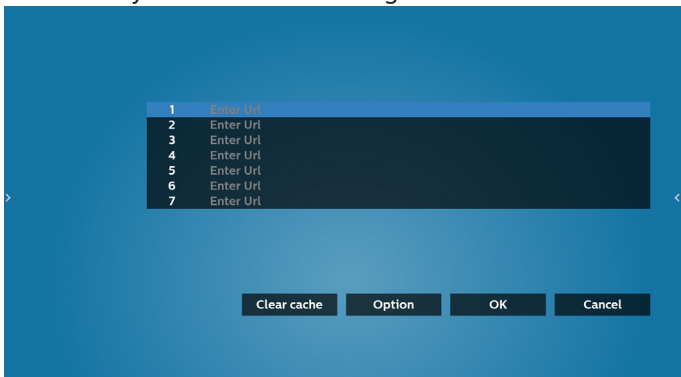 1 Enter Url
2 Enter Url
3 Enter Url
4 Enter Url
5 Enter Url
6 Enter Url
7 Enter Url
Clear cache Option OK Cancel